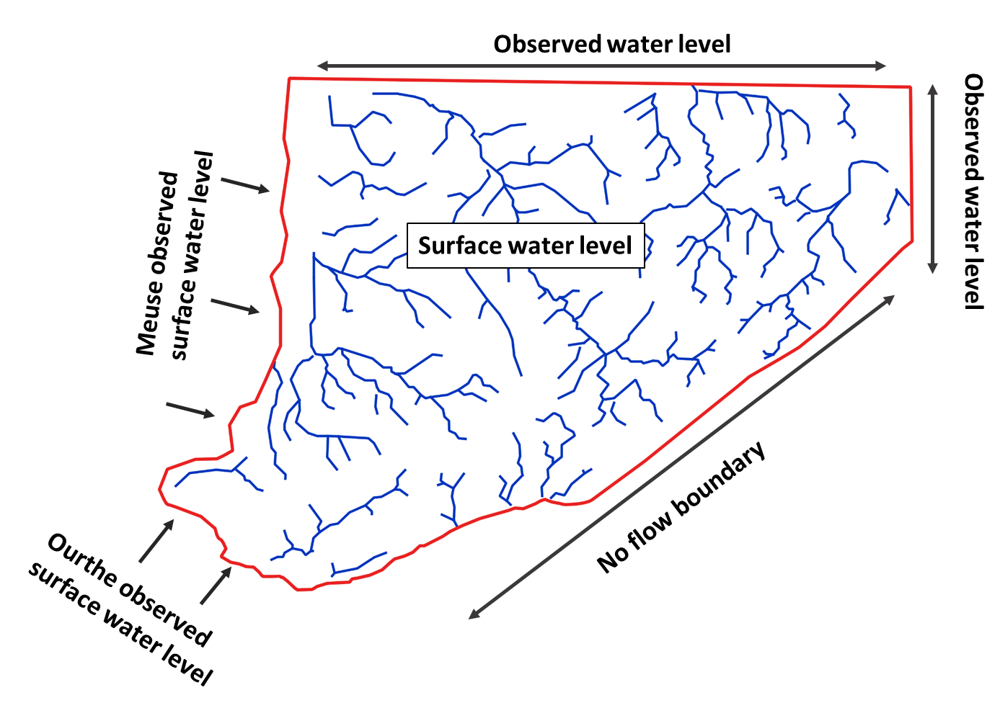 Observed water level
Observed water level
Meuse observed
surface water level
Surface water level
No flow boundary
Ourthe observed
surface water level